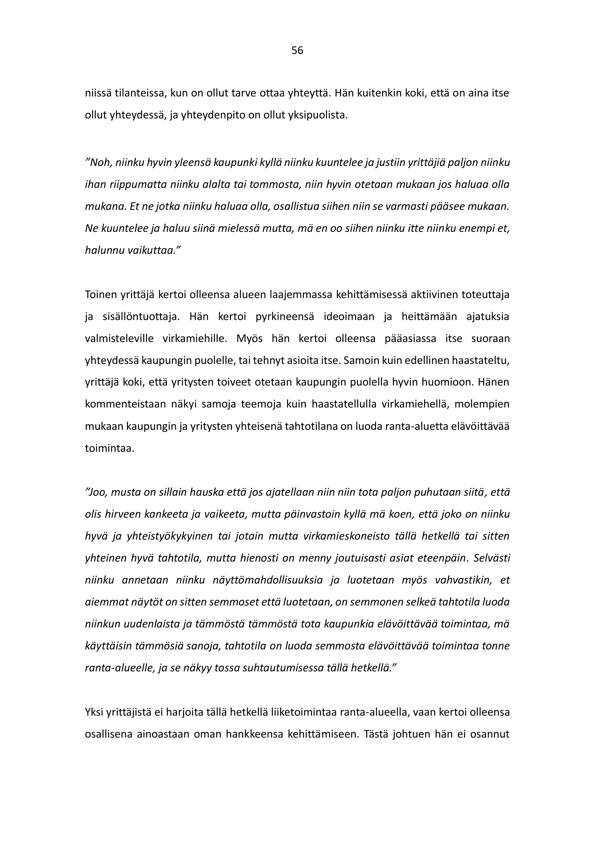 56
niissä tilanteissa, kun on ollut tarve ottaa yhteyttä. Hän kuitenkin koki, että on aina itse
ollut yhteydessä, ja yhteydenpito on ollut yksipuolista.
”Noh, niinku hyvin yleensä kaupunki kyllä niinku kuuntelee ja justiin yrittäjiä paljon niinku
ihan riippumatta niinku alalta tai tommosta, niin hyvin otetaan mukaan jos haluaa olla
mukana. Et ne jotka niinku haluaa olla, osallistua siihen niin se varmasti pääsee mukaan.
Ne kuuntelee ja haluu siinä mielessä mutta, mä en oo siihen niinku itte niinku enempi et,
halunnu vaikuttaa.”
Toinen yrittäjä kertoi olleensa alueen laajemmassa kehittämisessä aktiivinen toteuttaja
ja sisällöntuottaja. Hän kertoi pyrkineensä ideoimaan ja heittämään ajatuksia
valmisteleville virkamiehille. Myös hän kertoi olleensa pääasiassa itse suoraan
yhteydessä kaupungin puolelle, tai tehnyt asioita itse. Samoin kuin edellinen haastateltu,
yrittäjä koki, että yritysten toiveet otetaan kaupungin puolella hyvin huomioon. Hänen
kommenteistaan näkyi samoja teemoja kuin haastatellulla virkamiehellä, molempien
mukaan kaupungin ja yritysten yhteisenä tahtotilana on luoda ranta-aluetta elävöittävää
toimintaa.
”Joo, musta on sillain hauska että jos ajatellaan niin niin tota paljon puhutaan siitä, että
olis hirveen kankeeta ja vaikeeta, mutta päinvastoin kyllä mä koen, että joko on niinku
hyvä ja yhteistyökykyinen tai jotain mutta virkamieskoneisto tällä hetkellä tai sitten
yhteinen hyvä tahtotila, mutta hienosti on menny joutuisasti asiat eteenpäin. Selvästi
niinku annetaan niinku näyttömahdollisuuksia ja luotetaan myös vahvastikin, et
aiemmat näytöt on sitten semmoset että luotetaan, on semmonen selkeä tahtotila luoda
niinkun uudenlaista ja tämmöstä tämmöstä tota kaupunkia elävöittävää toimintaa, mä
käyttäisin tämmösiä sanoja, tahtotila on luoda semmosta elävöittävää toimintaa tonne
ranta-alueelle, ja se näkyy tossa suhtautumisessa tällä hetkellä.”
Yksi yrittäjistä ei harjoita tällä hetkellä liiketoimintaa ranta-alueella, vaan kertoi olleensa
osallisena ainoastaan oman hankkeensa kehittämiseen. Tästä johtuen hän ei osannut